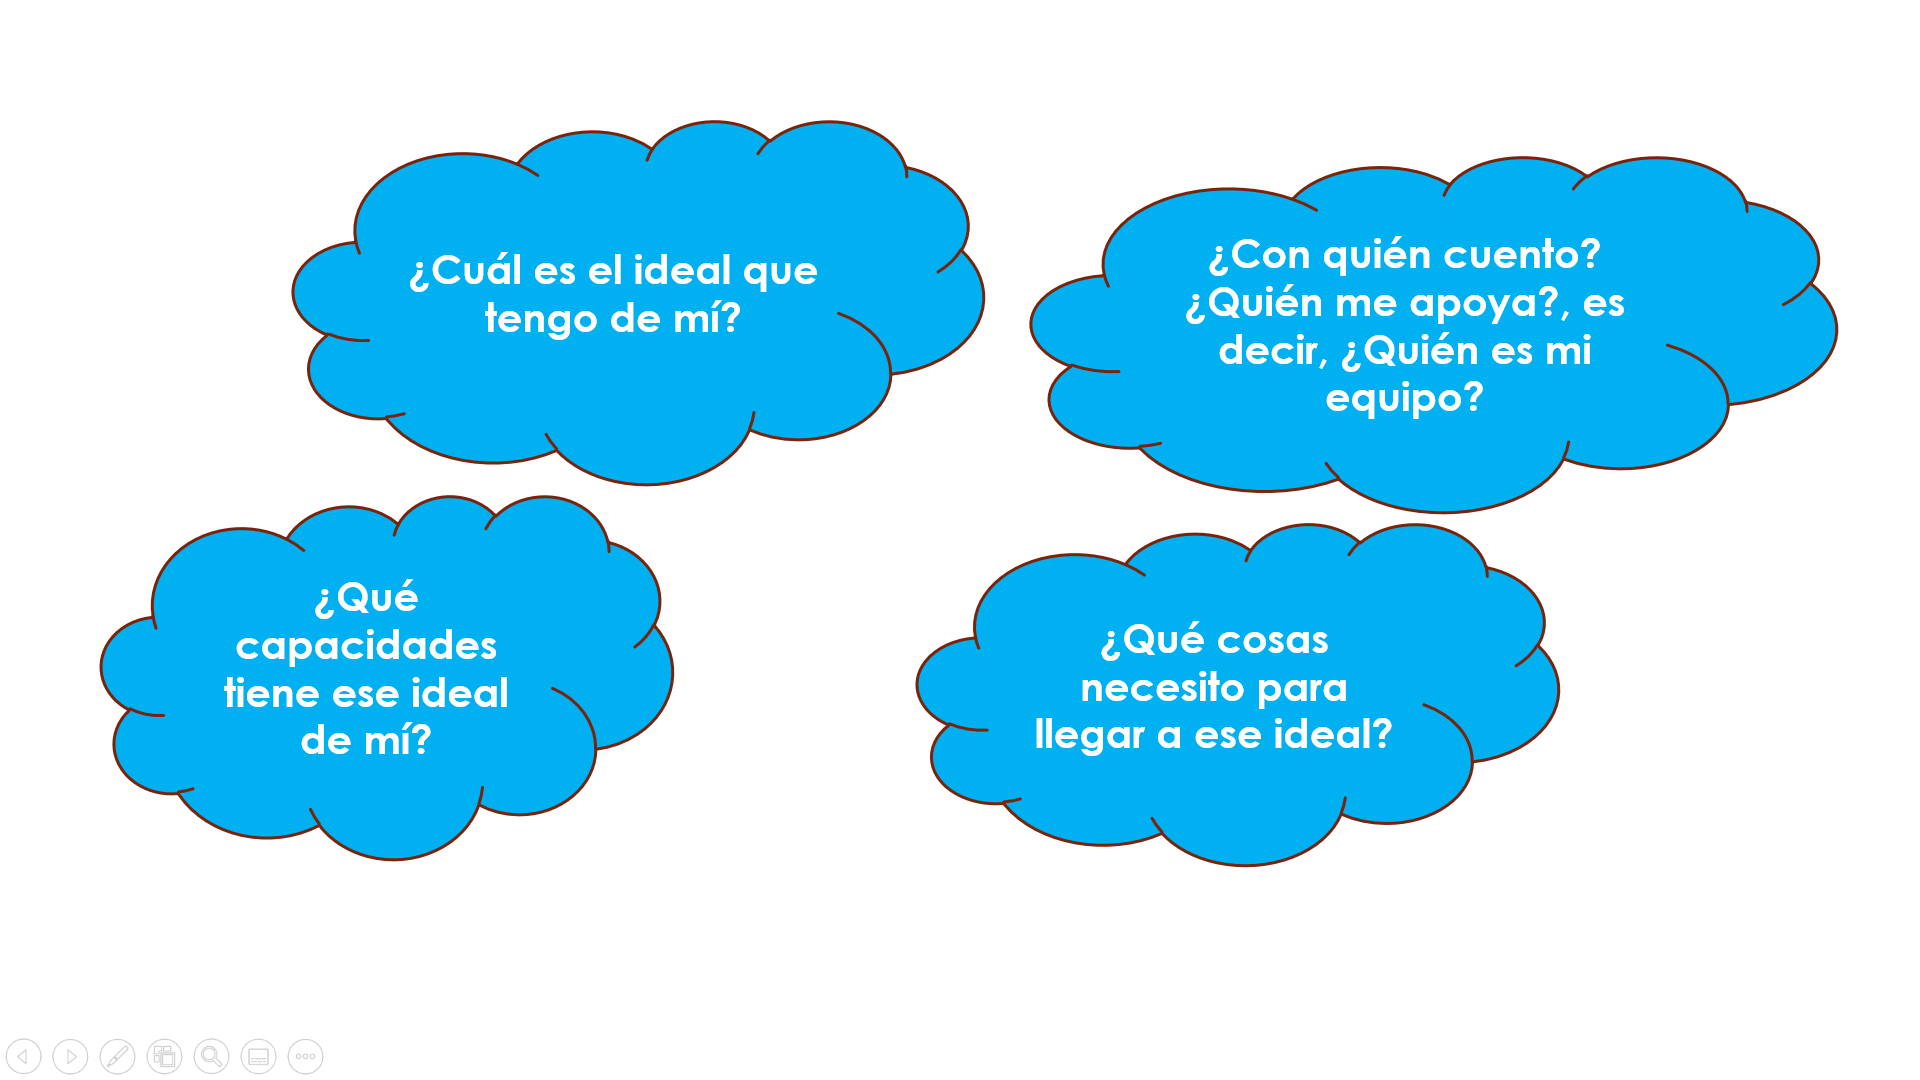 ¿Cuál es el ideal que
tengo de mí?
¿Con quién cuento?
¿Quién me apoya?, es
decir, ¿Quién es mi
equipo?
¿Qué
capacidades
tiene ese ideal
de mí?
¿Qué cosas
necesito para
llegar a ese ideal?